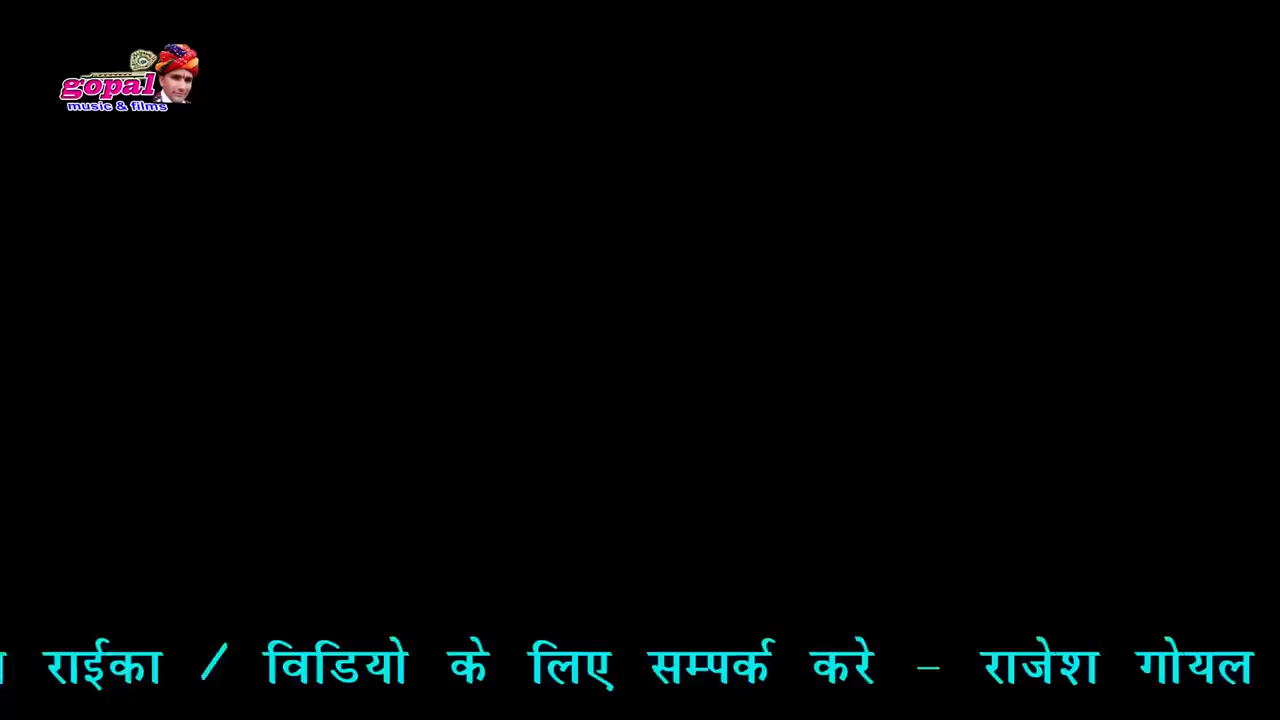 gopal
music & films
राईका / विडियो के लिए सम्पर्क करे - राजेश गोयल